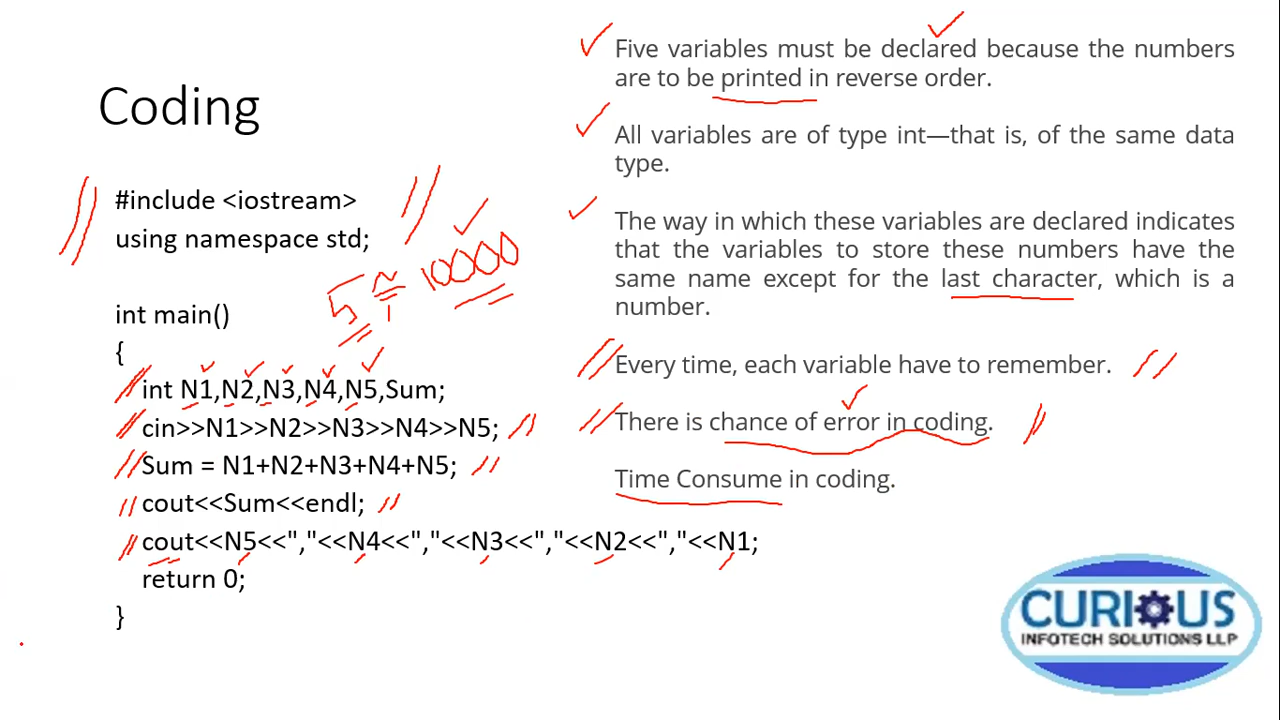 Coding
#include <iostream>
using namespace std;
int main()
{
int N1,N2,N3,N4,N5,Sum;
cin>>N1>>N2>>N3>>N4>>N5;
Sum = N1+N2+N3+N4+N5;
cout<<Sum<<endl;
cout<<N5<<","<<N4<<","<<N3<<","<<N2<<","<<N1;
return 0;
}
5
10000
Five variables must be declared because the numbers
are to be printed in reverse order.
All variables are of type int—that is, of the same data
type.
The way in which these variables are declared indicates
that the variables to store these numbers have the
same name except for the last character, which is a
number.
Every time, each variable have to remember.
There is chance of error in coding.
Time Consume in coding.
CURIOUS
INFOTECH SOLUTIONS LLP